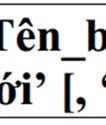 Tên_b
ới’ [, ‘